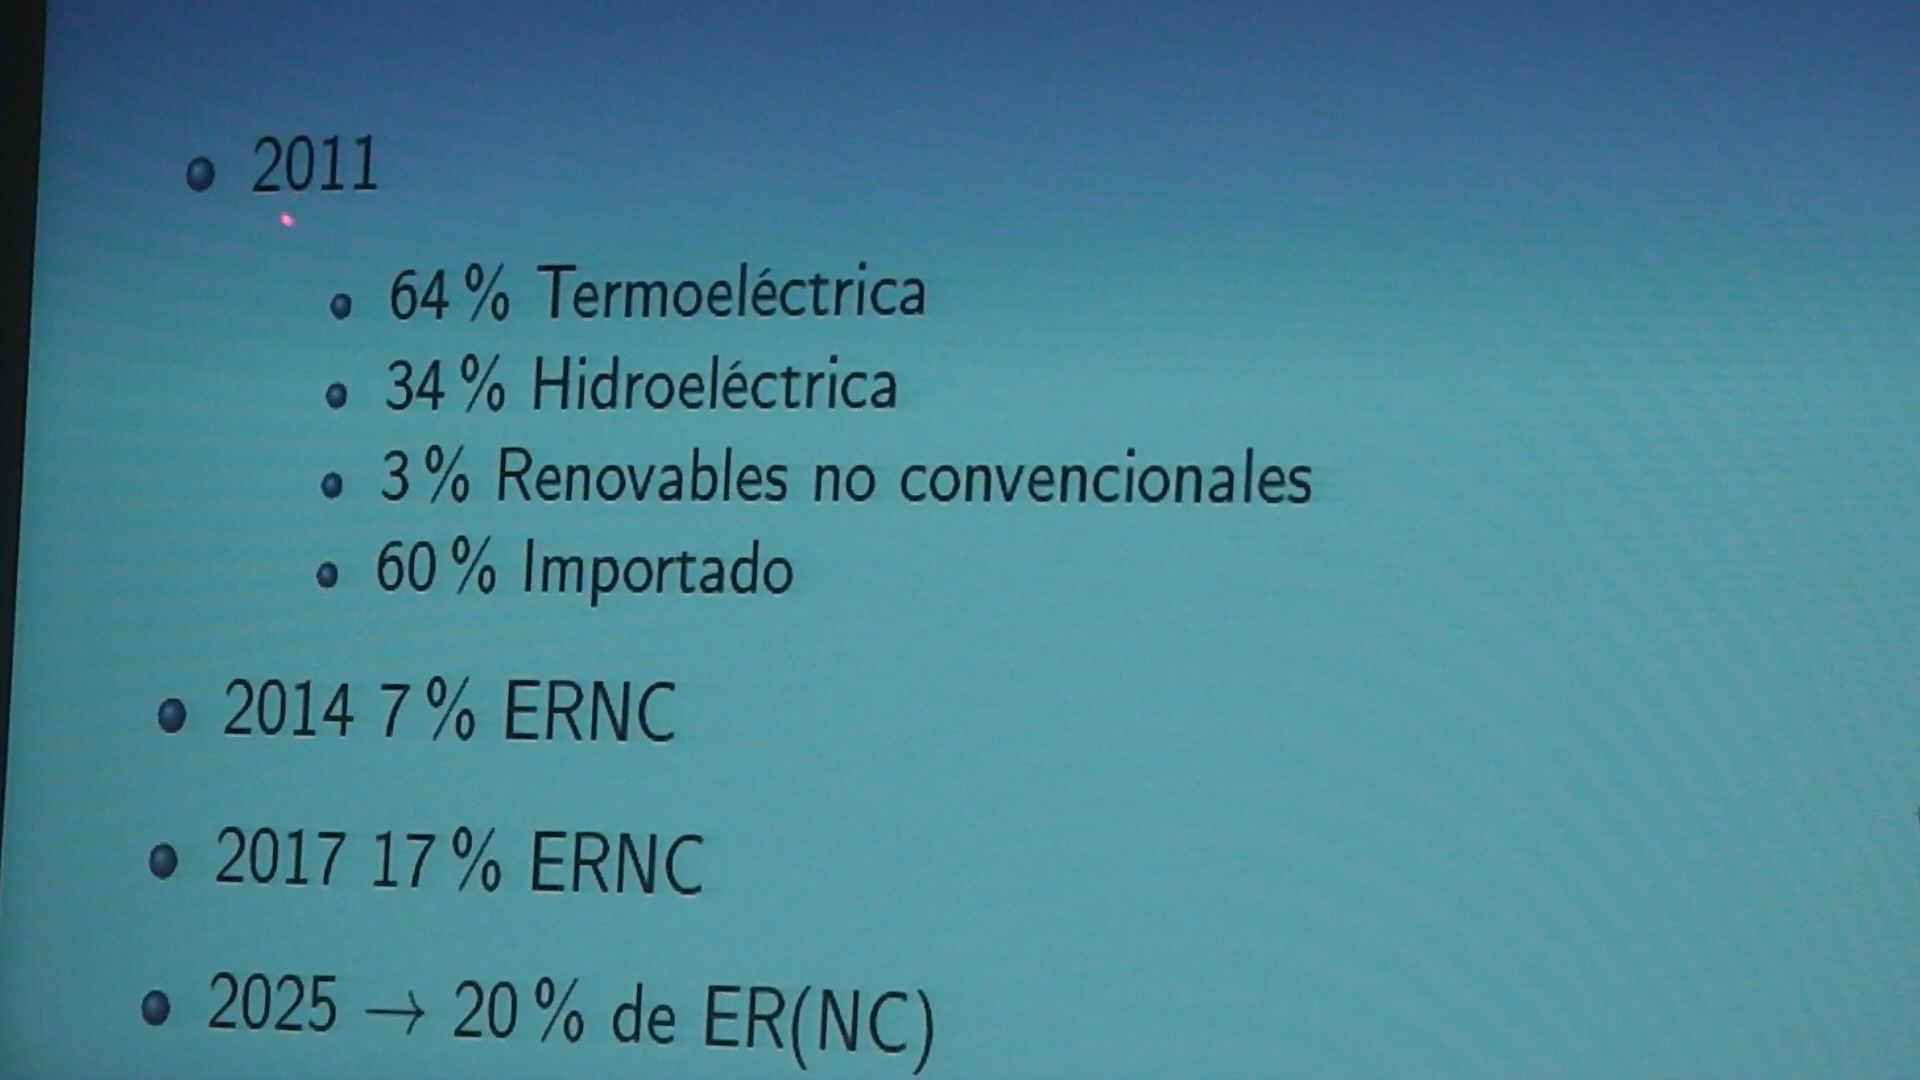 2011
64 % Termoeléctrica
34 % Hidroeléctrica
3 % Renovables no convencionales
60 % Importado
2014 7 % ERNC
2017 17 % ERNC
2025 → 20 % de ER(NC)